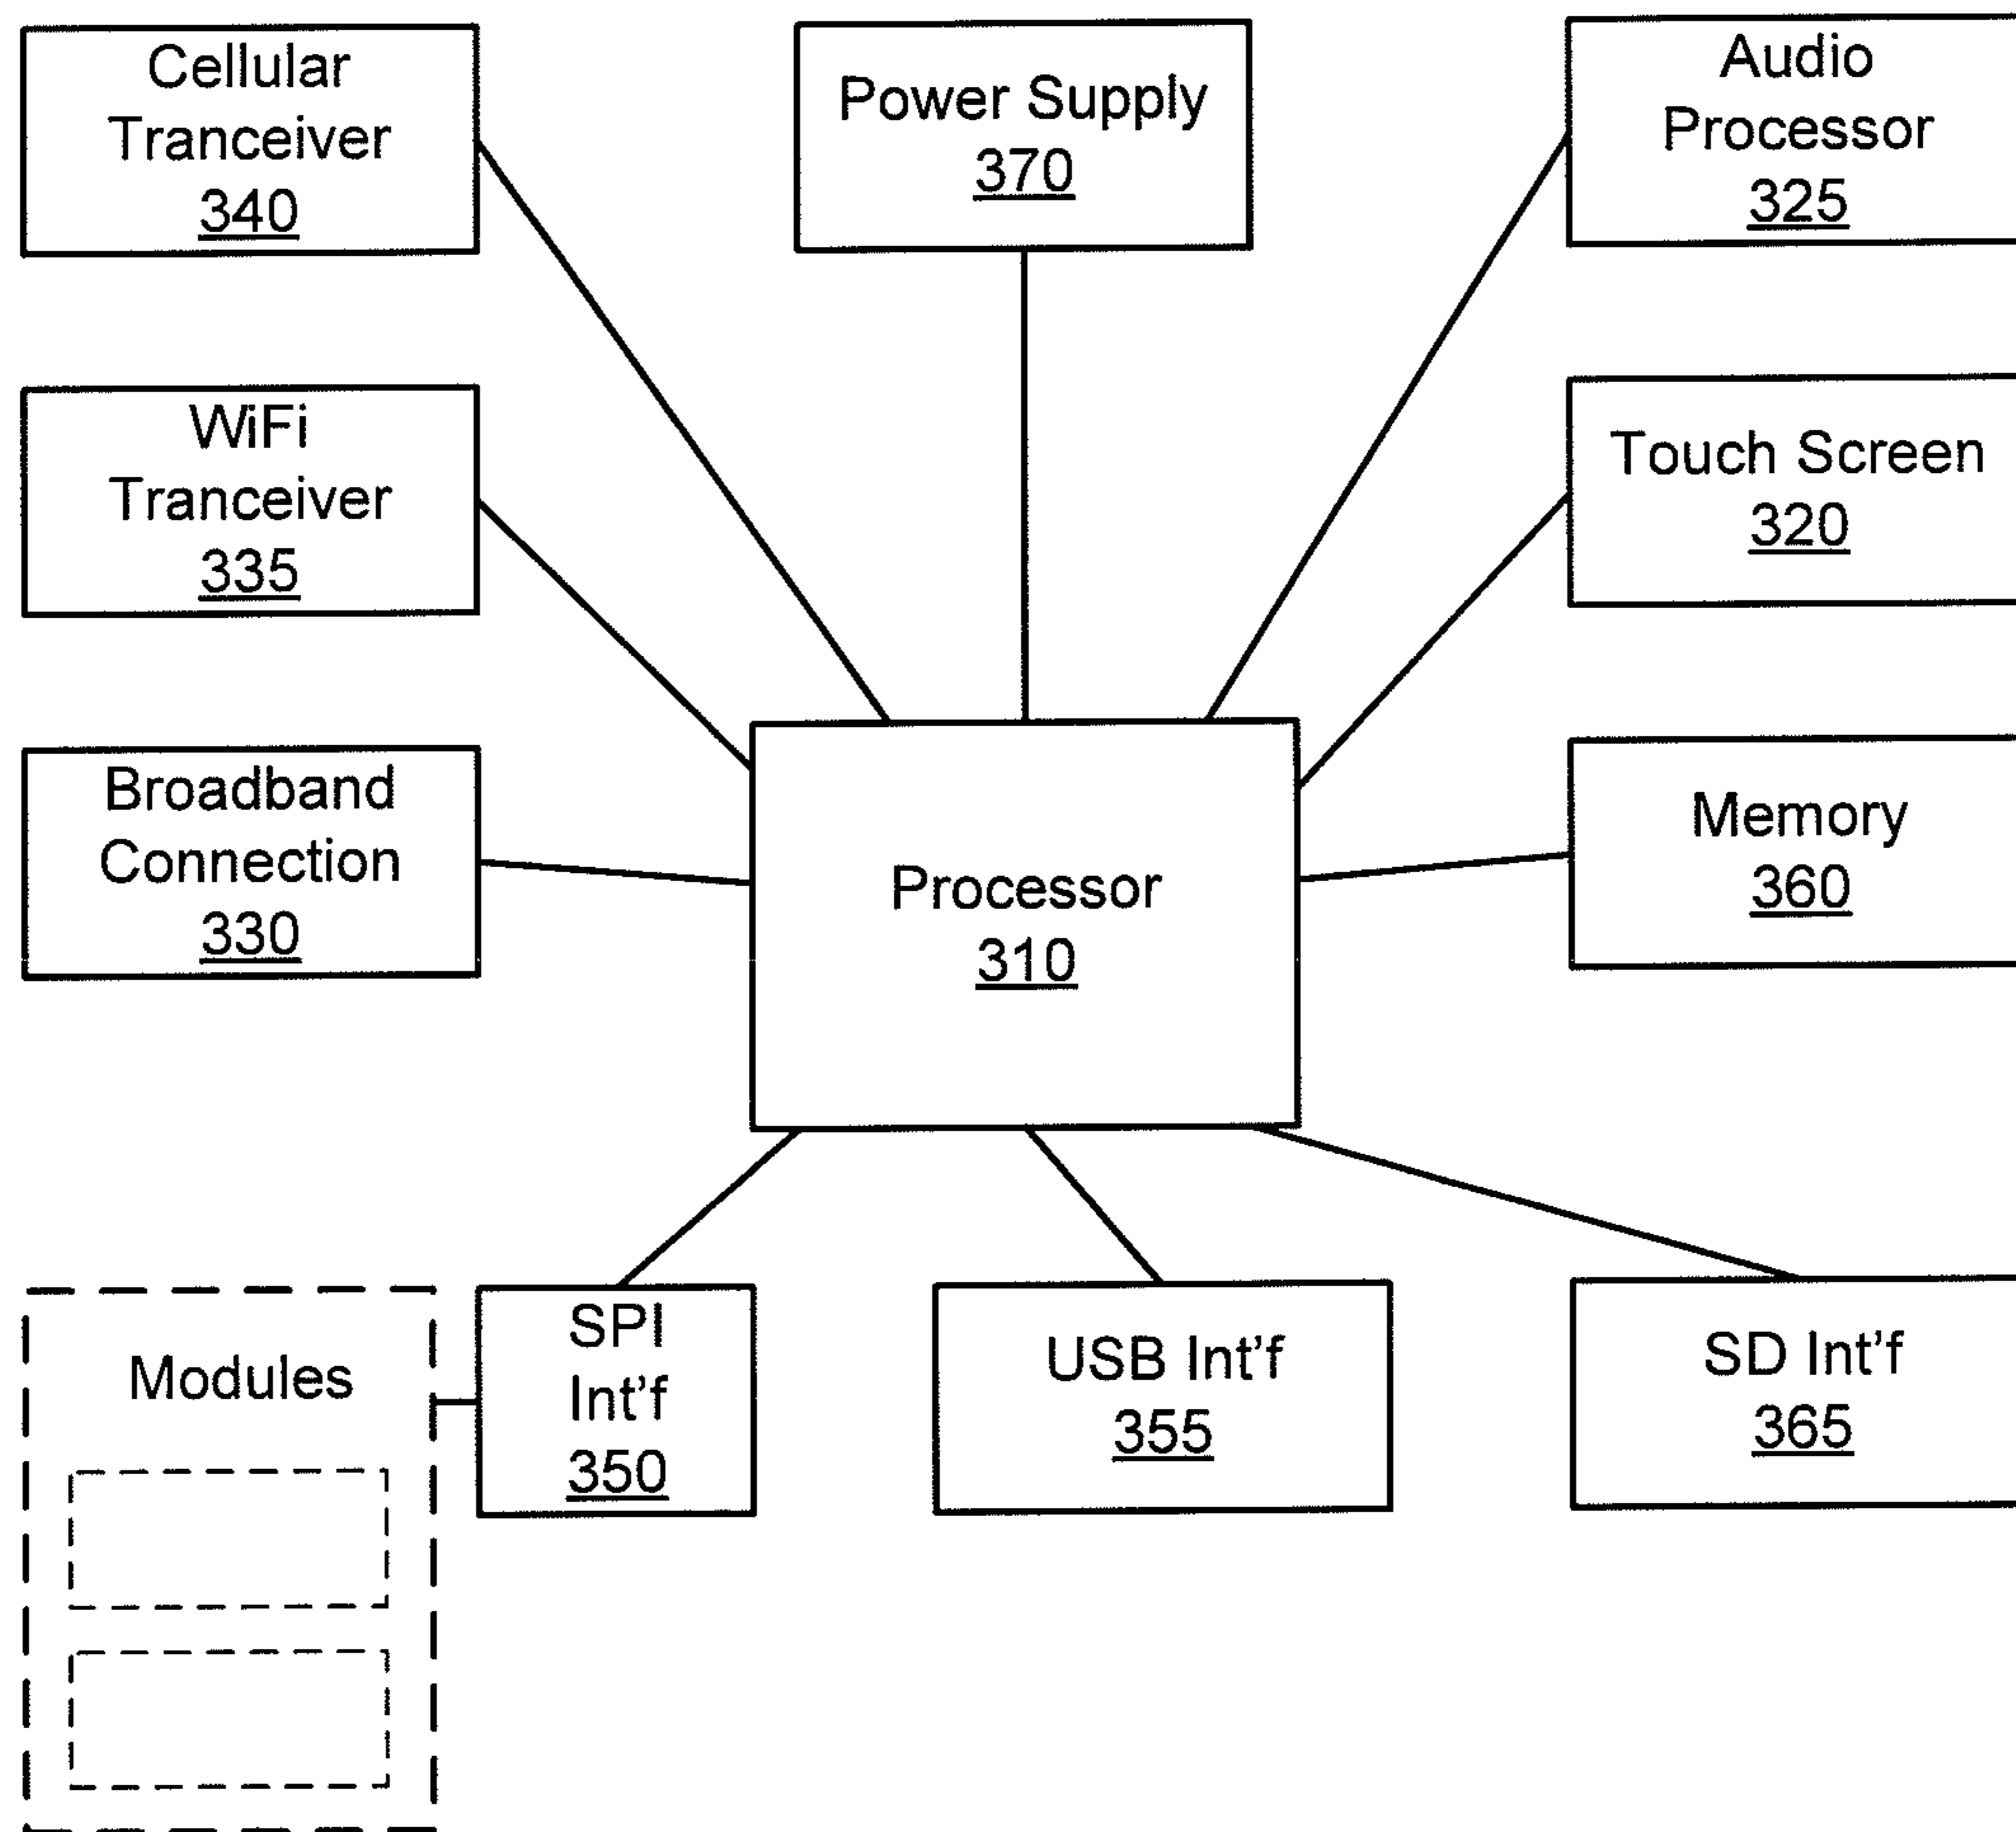 Cellular
Tranceiver
340
Power Supply
370
Audio
Processor
325
WiFi
Tranceiver
335
Touch Screen
320
Broadband
Connection
330
Processor
310
Memory
360
Modules
SPI
Int'f
350
USB Int'f
355
SD Int'f
365